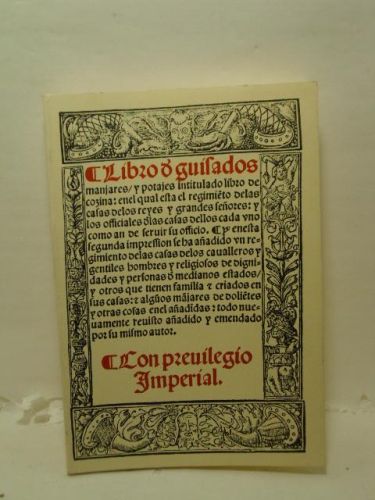 ¶Libro đ guisados
manjares/ y potajes intitulado libro de
cozina: enel qual esta el regimiẽto delas
casas delos reyes y grandes señores: y
los officiales đlas casas dellos cada vno
como an de seruir su officio. ¶Y enesta
segunda impression se ba añadido vn re-
gimiento delas casas delos caualleros y
gentiles hombres y religiosos de digni-
dades y personas đ medianos estados/
y otros que tienen familia ⁊ criados en
sus casas: ⁊ algũos mãjares de doliẽtes
y otras cosas enel añadidas: todo nue-
uamente reuisto añadido y emendado
por su mismo autor.
¶Con preuilegio
Imperial.